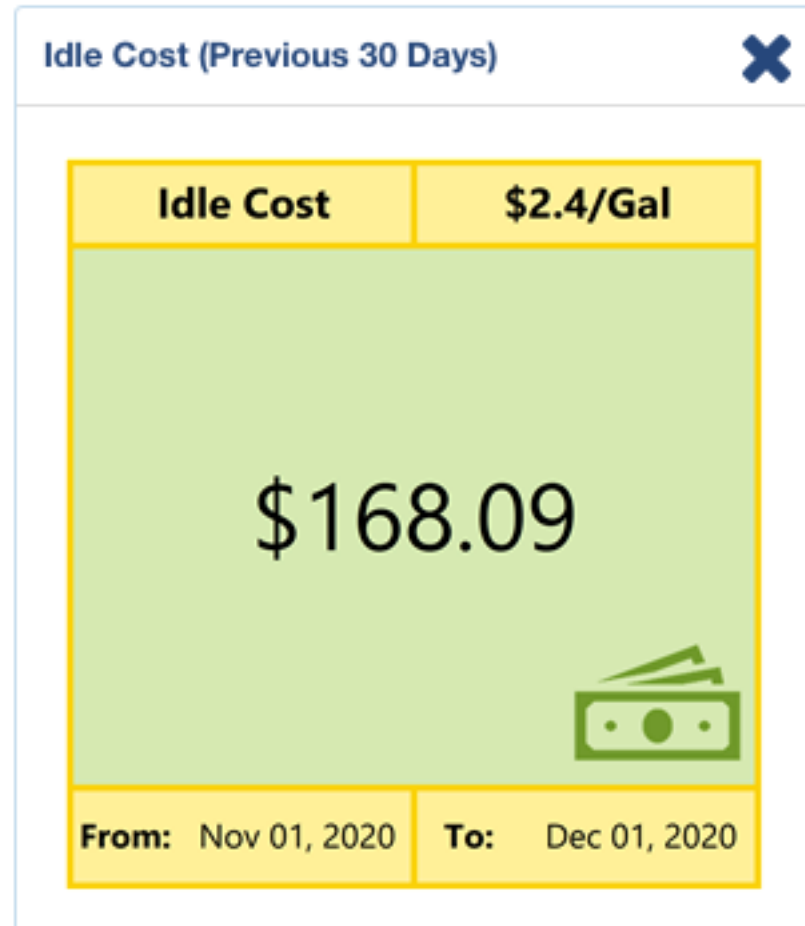 Idle Cost (Previous 30 Days)
Idle Cost $2.4/Gal
$168.09
From: Nov 01, 2020 To: Dec 01, 2020